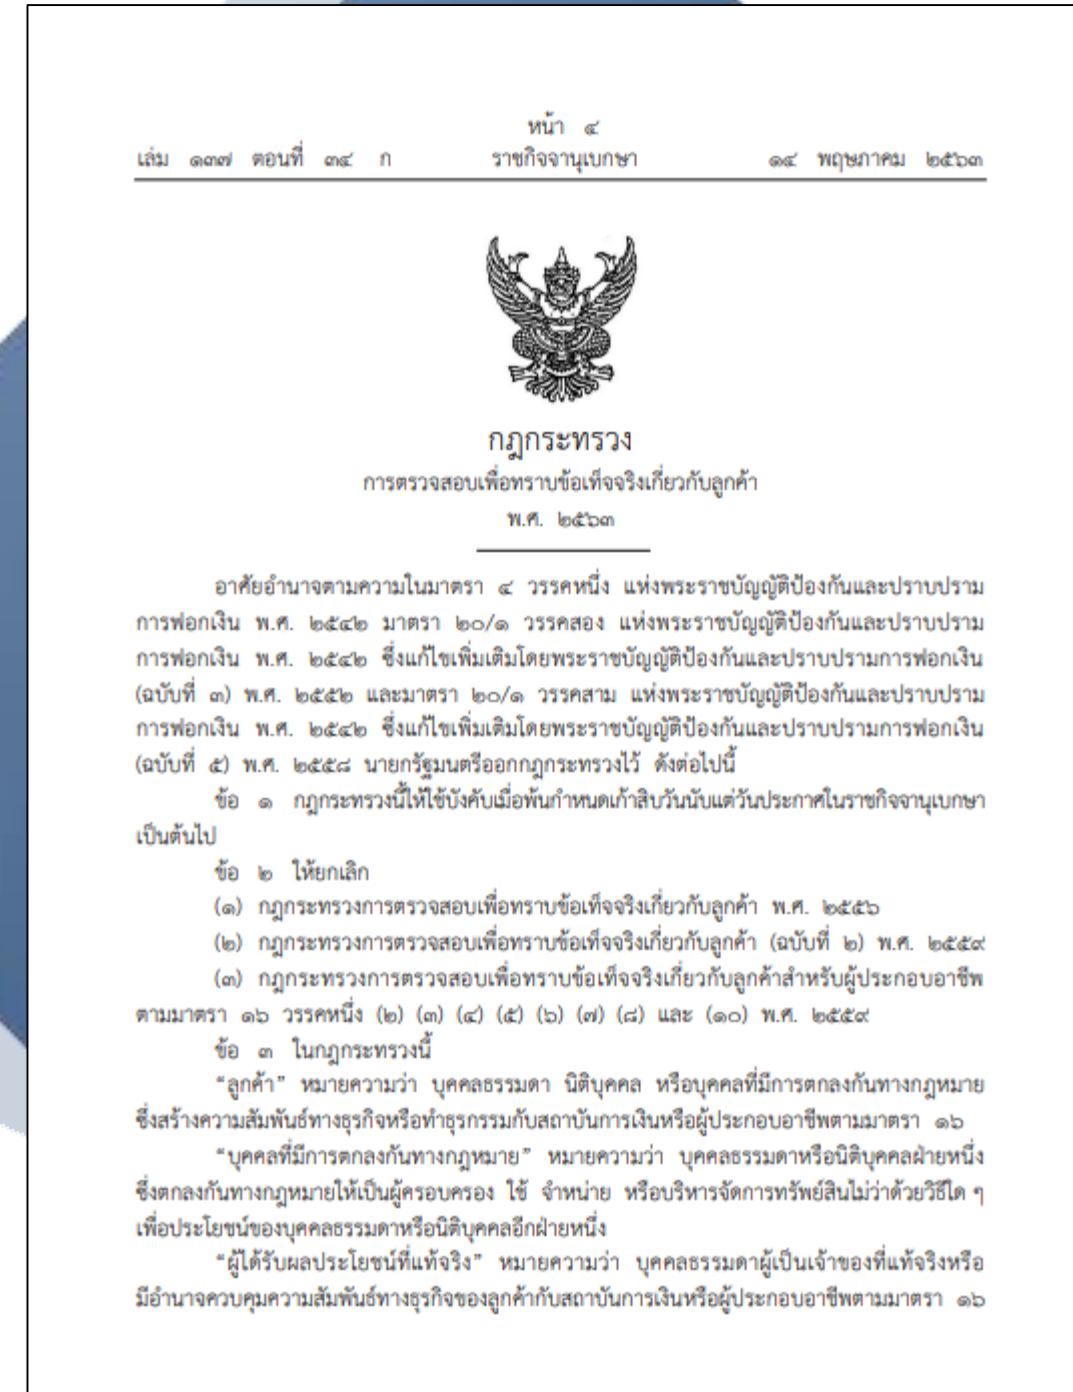 หน้า ๔
เล่ม ๑๓๗ ตอนที่ ๓๔ ก ราชกิจจานุเบกษา ๑๔ พฤษภาคม ๒๕๖๓
กฎกระทรวง
การตรวจสอบเพื่อทราบข้อเท็จจริงเกี่ยวกับลูกค้า
พ.ศ. ๒๕๖๓
อาศัยอำนาจตามความในมาตรา ๔ วรรคหนึ่ง แห่งพระราชบัญญัติป้องกันและปราบปราม
การฟอกเงิน พ.ศ. ๒๕๔๒ มาตรา ๒๐/๑ วรรคสอง แห่งพระราชบัญญัติป้องกันและปราบปราม
การฟอกเงิน พ.ศ. ๒๕๔๒ ซึ่งแก้ไขเพิ่มเติมโดยพระราชบัญญัติป้องกันและปราบปรามการฟอกเงิน
(ฉบับที่ ๓) พ.ศ. ๒๕๕๒ และมาตรา ๒๐/๑ วรรคสาม แห่งพระราชบัญญัติป้องกันและปราบปราม
การฟอกเงิน พ.ศ. ๒๕๔๒ ซึ่งแก้ไขเพิ่มเติมโดยพระราชบัญญัติป้องกันและปราบปรามการฟอกเงิน
(ฉบับที่ ๕) พ.ศ. ๒๕๕๘ นายกรัฐมนตรีออกกฎกระทรวงไว้ ดังต่อไปนี้
ข้อ ๑ กฎกระทรวงนี้ให้ใช้บังคับเมื่อพ้นกำหนดเก้าสิบวันนับแต่วันประกาศในราชกิจจานุเบกษา
เป็นต้นไป
ข้อ ๒ ให้ยกเลิก
(๑) กฎกระทรวงการตรวจสอบเพื่อทราบข้อเท็จจริงเกี่ยวกับลูกค้า พ.ศ. ๒๕๕๖
(๒) กฎกระทรวงการตรวจสอบเพื่อทราบข้อเท็จจริงเกี่ยวกับลูกค้า (ฉบับที่ ๒) พ.ศ. ๒๕๕๙
(๓) กฎกระทรวงการตรวจสอบเพื่อทราบข้อเท็จจริงเกี่ยวกับลูกค้าสำหรับผู้ประกอบอาชีพ
ตามมาตรา ๑๖ วรรคหนึ่ง (๒) (๓) (๔) (๕) (๖) (๗) (๘) และ (๑๐) พ.ศ. ๒๕๕๙
ข้อ ๓ ในกฎกระทรวงนี้
“ลูกค้า” หมายความว่า บุคคลธรรมดา นิติบุคคล หรือบุคคลที่มีการตกลงกันทางกฎหมาย
ซึ่งสร้างความสัมพันธ์ทางธุรกิจหรือทำธุรกรรมกับสถาบันการเงินหรือผู้ประกอบอาชีพตามมาตรา ๑๖
“บุคคลที่มีการตกลงกันทางกฎหมาย” หมายความว่า บุคคลธรรมดาหรือนิติบุคคลฝ่ายหนึ่ง
ซึ่งตกลงกันทางกฎหมายให้เป็นผู้ครอบครอง ใช้ จำหน่าย หรือบริหารจัดการทรัพย์สินไม่ว่าด้วยวิธีใด ๆ
เพื่อประโยชน์ของบุคคลธรรมดาหรือนิติบุคคลอีกฝ่ายหนึ่ง
“ผู้ได้รับผลประโยชน์ที่แท้จริง” หมายความว่า บุคคลธรรมดาผู้เป็นเจ้าของที่แท้จริงหรือ
มีอำนาจควบคุมความสัมพันธ์ทางธุรกิจของลูกค้ากับสถาบันการเงินหรือผู้ประกอบอาชีพตามมาตรา ๑๖